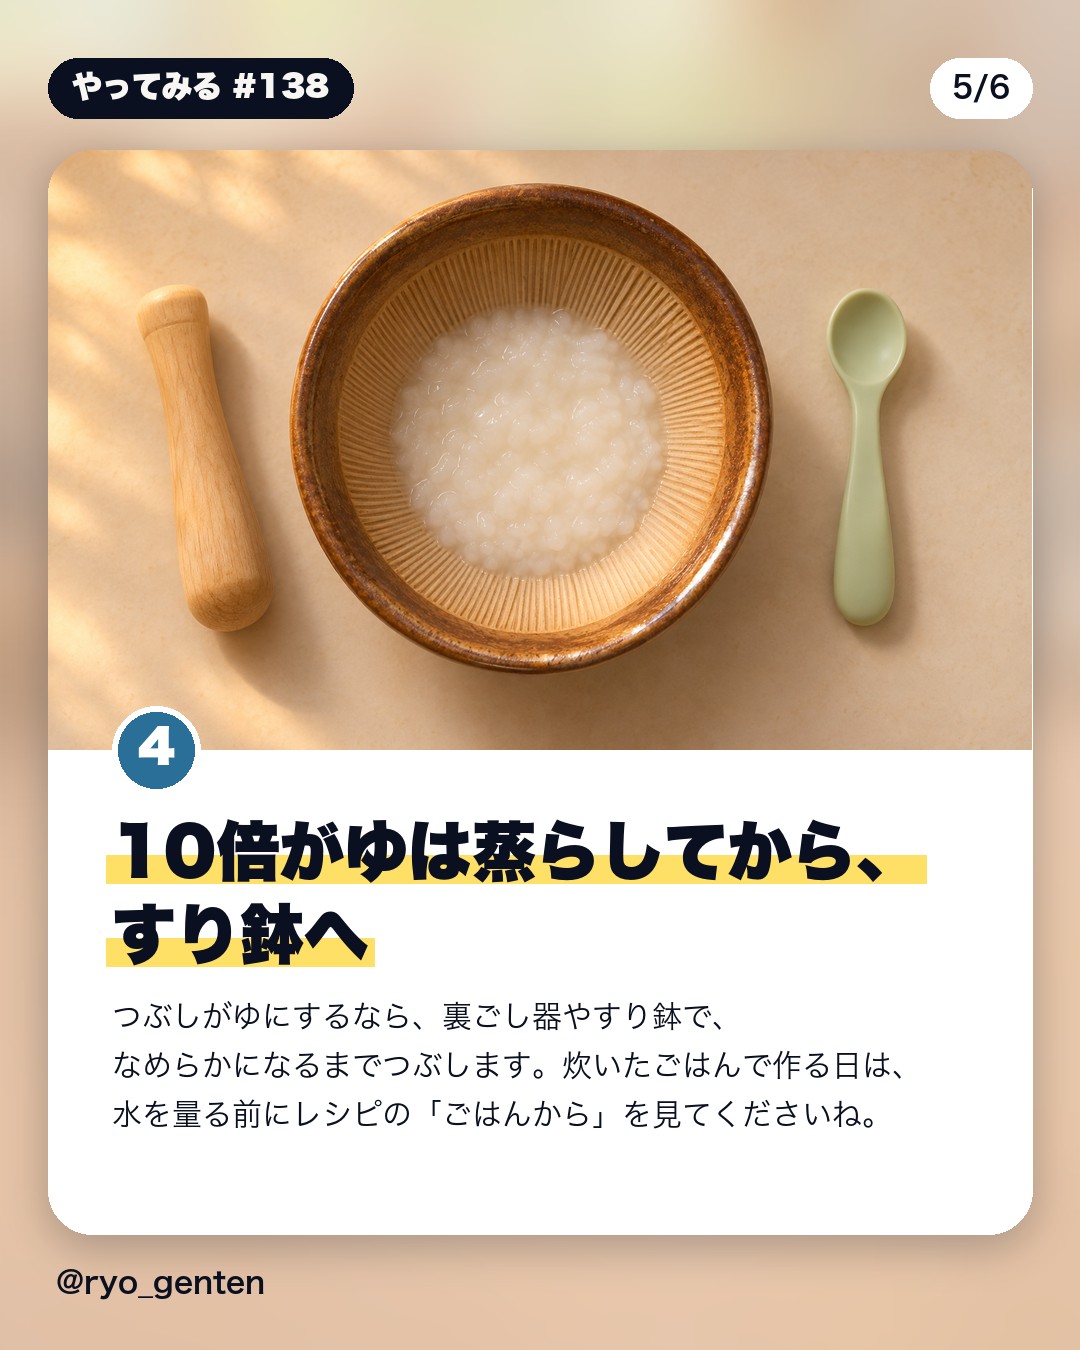 やってみる #138
5/6
4
10倍がゆは蒸らしてから、
すり鉢へ
つぶしがゆにするなら、裏ごし器やすり鉢で、
なめらかになるまでつぶします。炊いたごはんで作る日は、
水を量る前にレシピの「ごはんから」を見てくださいね。
@ryo_genten